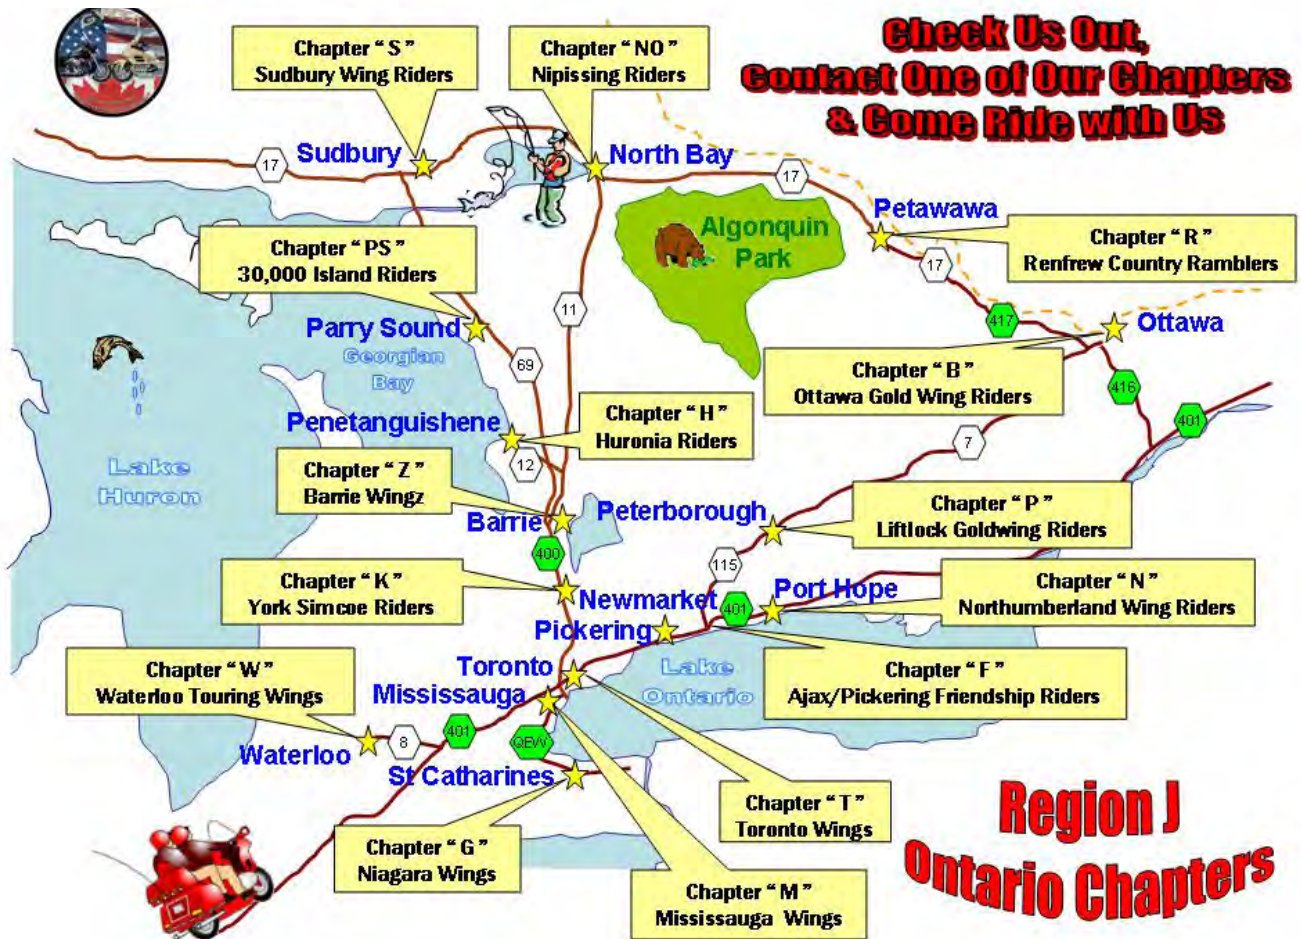 Check Us Out,
Contact One of Our Chapters
& Come Ride with Us
Chapter “ S ”
Sudbury Wing Riders
Chapter “NO ”
Nipissing Riders
17
Sudbury
North Bay
17
Petawawa
Algonquin
Park
Chapter “ R ”
Renfrew Country Ramblers
Chapter “ PS ”
30,000 Island Riders
17
11
417
Ottawa
Parry Sound
Georgian
Bay
69
Chapter “ B ”
Ottawa Gold Wing Riders
416
401
Penetanguishene
Chapter “ H ”
Huronia Riders
7
12
Lake
Huron
Chapter “ Z ”
Barrie Wingz
Barrie
Peterborough
Chapter “ P ”
Liftlock Goldwing Riders
400
115
Chapter “ K ”
York Simcoe Riders
Newmarket
401
Port Hope
Chapter “ N ”
Northumberland Wing Riders
Pickering
Chapter “ W ”
Waterloo Touring Wings
Toronto
Mississauga
Lake
Ontario
Chapter “ F ”
Ajax/Pickering Friendship Riders
Waterloo
8
401
QEW
St Catharines
Chapter “ T ”
Toronto Wings
Chapter “ G ”
Niagara Wings
Chapter “ M ”
Mississauga Wings
Region J
Ontario Chapters